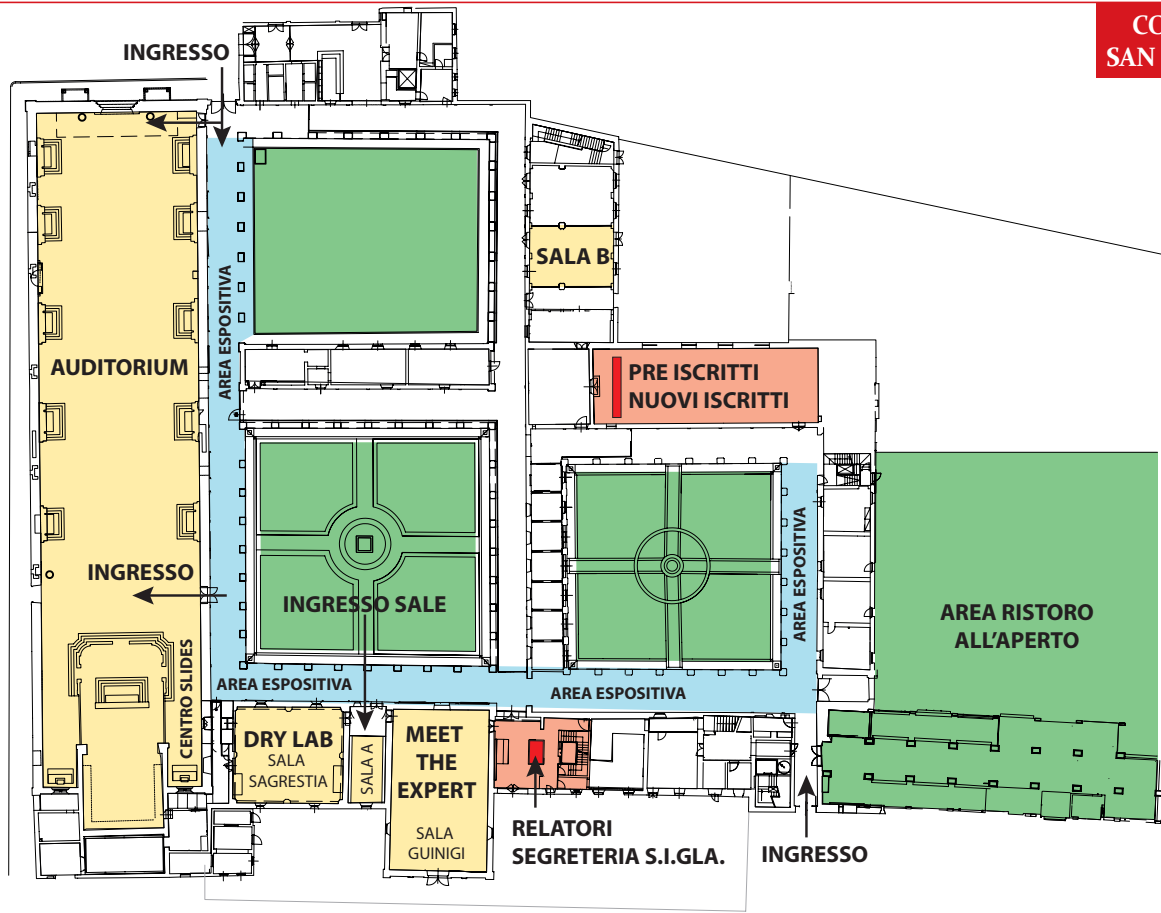 CO
SAN
INGRESSO
AREA ESPOSITIVA
SALA B
AUDITORIUM
PRE ISCRITTI
NUOVI ISCRITTI
AREA ESPOSITIVA
INGRESSO
INGRESSO SALE
AREA RISTORO
ALL'APERTO
CENTRO SLIDES
AREA ESPOSITIVA
AREA ESPOSITIVA
DRY LAB
SALA
SAGRESTIA
SALA A
MEET
THE
EXPERT
SALA
GUINIGI
RELATORI
SEGRETERIA S.I.GLA.
INGRESSO